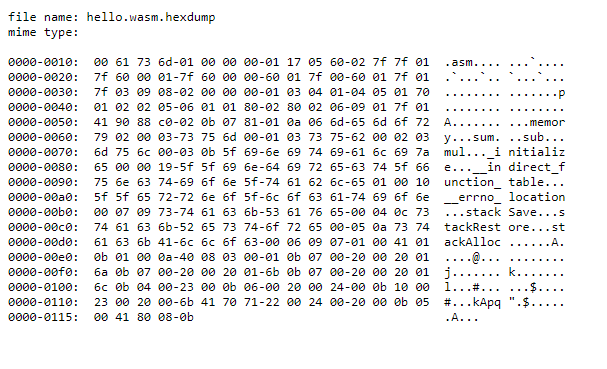 file name: hello.wasm.hexdump
mime type:
0000-0010:  00 61 73 6d-01 00 00 00-01 17 05 60-02 7f 7f 01  .asm.... ...`....
0000-0020:  7f 60 00 01-7f 60 00 00-60 01 7f 00-60 01 7f 01  .`...`.. `...`...
0000-0030:  7f 03 09 08-02 00 00 00-01 03 04 01-04 05 01 70  ........ .......p
0000-0040:  01 02 02 05-06 01 01 80-02 80 02 06-09 01 7f 01  ........ ........
0000-0050:  41 90 88 c0-02 0b 07 81-01 0a 06 6d-65 6d 6f 72  A....... ...memor
0000-0060:  79 02 00 03-73 75 6d 00-01 03 73 75-62 00 02 03  y...sum. ..sub...
0000-0070:  6d 75 6c 00-03 0b 5f 69-6e 69 74 69-61 6c 69 7a  mul..._i nitializ
0000-0080:  65 00 00 19-5f 5f 69 6e-64 69 72 65-63 74 5f 66  e...__in direct_f
0000-0090:  75 6e 63 74-69 6f 6e 5f-74 61 62 6c-65 01 00 10  unction_ table...
0000-00a0:  5f 5f 65 72-72 6e 6f 5f-6c 6f 63 61-74 69 6f 6e  __errno_ location
0000-00b0:  00 07 09 73-74 61 63 6b-53 61 76 65-00 04 0c 73  ...stack Save...s
0000-00c0:  74 61 63 6b-52 65 73 74-6f 72 65 00-05 0a 73 74  tackRest ore...st
0000-00d0:  61 63 6b 41-6c 6c 6f 63-00 06 09 07-01 00 41 01  ackAlloc ......A.
0000-00e0:  0b 01 00 0a-40 08 03 00-01 0b 07 00-20 00 20 01  ....@... ........
0000-00f0:  6a 0b 07 00-20 00 20 01-6b 0b 07 00-20 00 20 01  j....... k.......
0000-0100:  6c 0b 04 00-23 00 0b 06-00 20 00 24-00 0b 10 00  l...#... ...$....
0000-0110:  23 00 20 00-6b 41 70 71-22 00 24 00-20 00 0b 05  #...kApq ".$.....
0000-0115:  00 41 80 08-0b                                   .A...